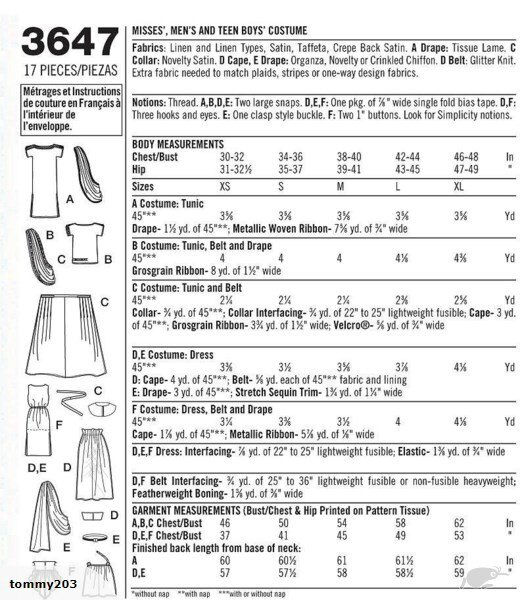 3647
17 PIECES/PIEZAS
Métrages et Instructions
de couture en Français à
l'intérieur de
l'enveloppe.
A
B
C
B
C
C
F
D,E
D
D
E
E
F
MISSES', MEN'S AND TEEN BOYS' COSTUME
Fabrics: Linen and Linen Types, Satin, Taffeta, Crepe Back Satin. A Drape: Tissue Lame. C
Collar: Novelty Satin. D Cape, E Drape: Organza, Novelty or Crinkled Chiffon. D Belt: Glitter Knit.
Extra fabric needed to match plaids, stripes or one-way design fabrics.
Notions: Thread. A,B,D,E: Two large snaps. D,E,F: One pkg. of ⅞" wide single fold bias tape. D,F:
Three hooks and eyes. E: One clasp style buckle. F: Two 1" buttons. Look for Simplicity notions.
BODY MEASUREMENTS
Chest/Bust 30-32 34-36 38-40 42-44 46-48 In
Hip 31-32½ 35-37 39-41 43-45 47-49 "
Sizes XS S M L XL
A Costume: Tunic
45"** 3⅝ 3⅝ 3⅝ 3⅝ 3⅝ Yd
Drape- 1½ yd. of 45"**; Metallic Woven Ribbon- 7⅝ yd. of ¾" wide
B Costume: Tunic, Belt and Drape
45"** 4 4 4 4⅛ 4⅜ Yd
Grosgrain Ribbon- 8 yd. of 1½" wide
C Costume: Tunic and Belt
45"** 2¼ 2¼ 2¼ 2⅝ 2⅝ Yd
Collar- ¾ yd. of 45"**; Collar Interfacing- ¾ yd. of 22" to 25" lightweight fusible; Cape- 3 yd.
of 45"**; Grosgrain Ribbon- 3¾ yd. of 1½" wide; Velcro®- ⅝ yd. of ¾" wide
D,E Costume: Dress
45"** 3⅜ 3½ 3⅝ 3⅞ 4⅛ Yd
D: Cape- 4 yd. of 45"**; Belt- ⅝ yd. each of 45"** fabric and lining
E: Drape- 3 yd. of 45"**; Stretch Sequin Trim- 1¾ yd. of 1¼" wide
F Costume: Dress, Belt and Drape
45"** 3¼ 3⅜ 3½ 4 4⅛ Yd
Cape- 1⅞ yd. of 45"**; Metallic Ribbon- 5⅞ yd. of ⅞" wide
D,E,F Dress: Interfacing- ⅞ yd. of 22" to 25" lightweight fusible; Elastic- 1⅝ yd. of ¾" wide
D,F Belt Interfacing- ¾ yd. of 25" to 36" lightweight fusible or non-fusible heavyweight;
Featherweight Boning- 1⅝ yd. of ⅜" wide
GARMENT MEASUREMENTS (Bust/Chest & Hip Printed on Pattern Tissue)
A,B,C Chest/Bust 46 50 54 58 62 In
D,E,F Chest/Bust 37 41 45 49 53 "
Finished back length from base of neck:
A 60 60½ 61 61½ 62 In
D,E 57 57½ 58 58½ 59 "
*without nap **with nap ***with or without nap
tommy203